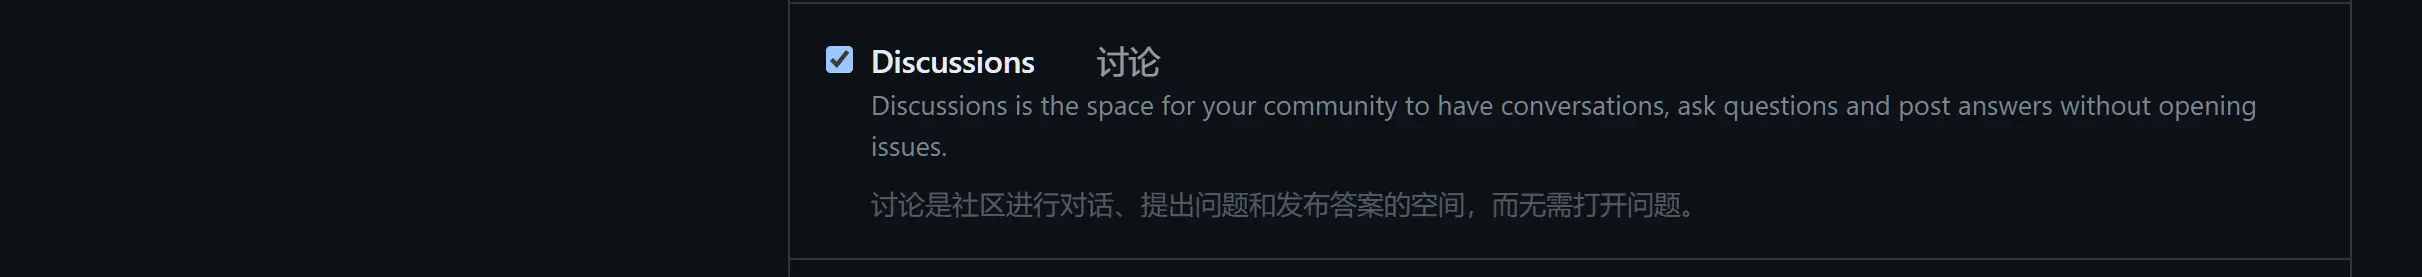 Discussions 讨论
Discussions is the space for your community to have conversations, ask questions and post answers without opening
issues.
讨论是社区进行对话、提出问题和发布答案的空间，而无需打开问题。